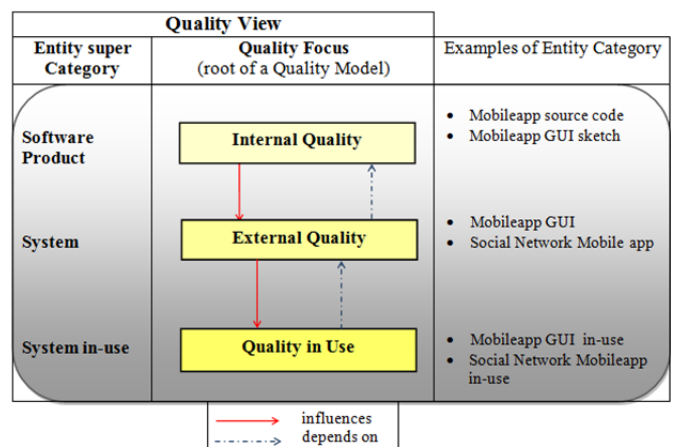 Quality View
Entity super
Category
Quality Focus
(root of a Quality Model)
Examples of Entity Category
Software
Product
Internal Quality
• Mobileapp source code
• Mobileapp GUI sketch
System
External Quality
• Mobileapp GUI
• Social Network Mobile app
System in-use
Quality in Use
• Mobileapp GUI in-use
• Social Network Mobileapp
in-use
influences
depends on